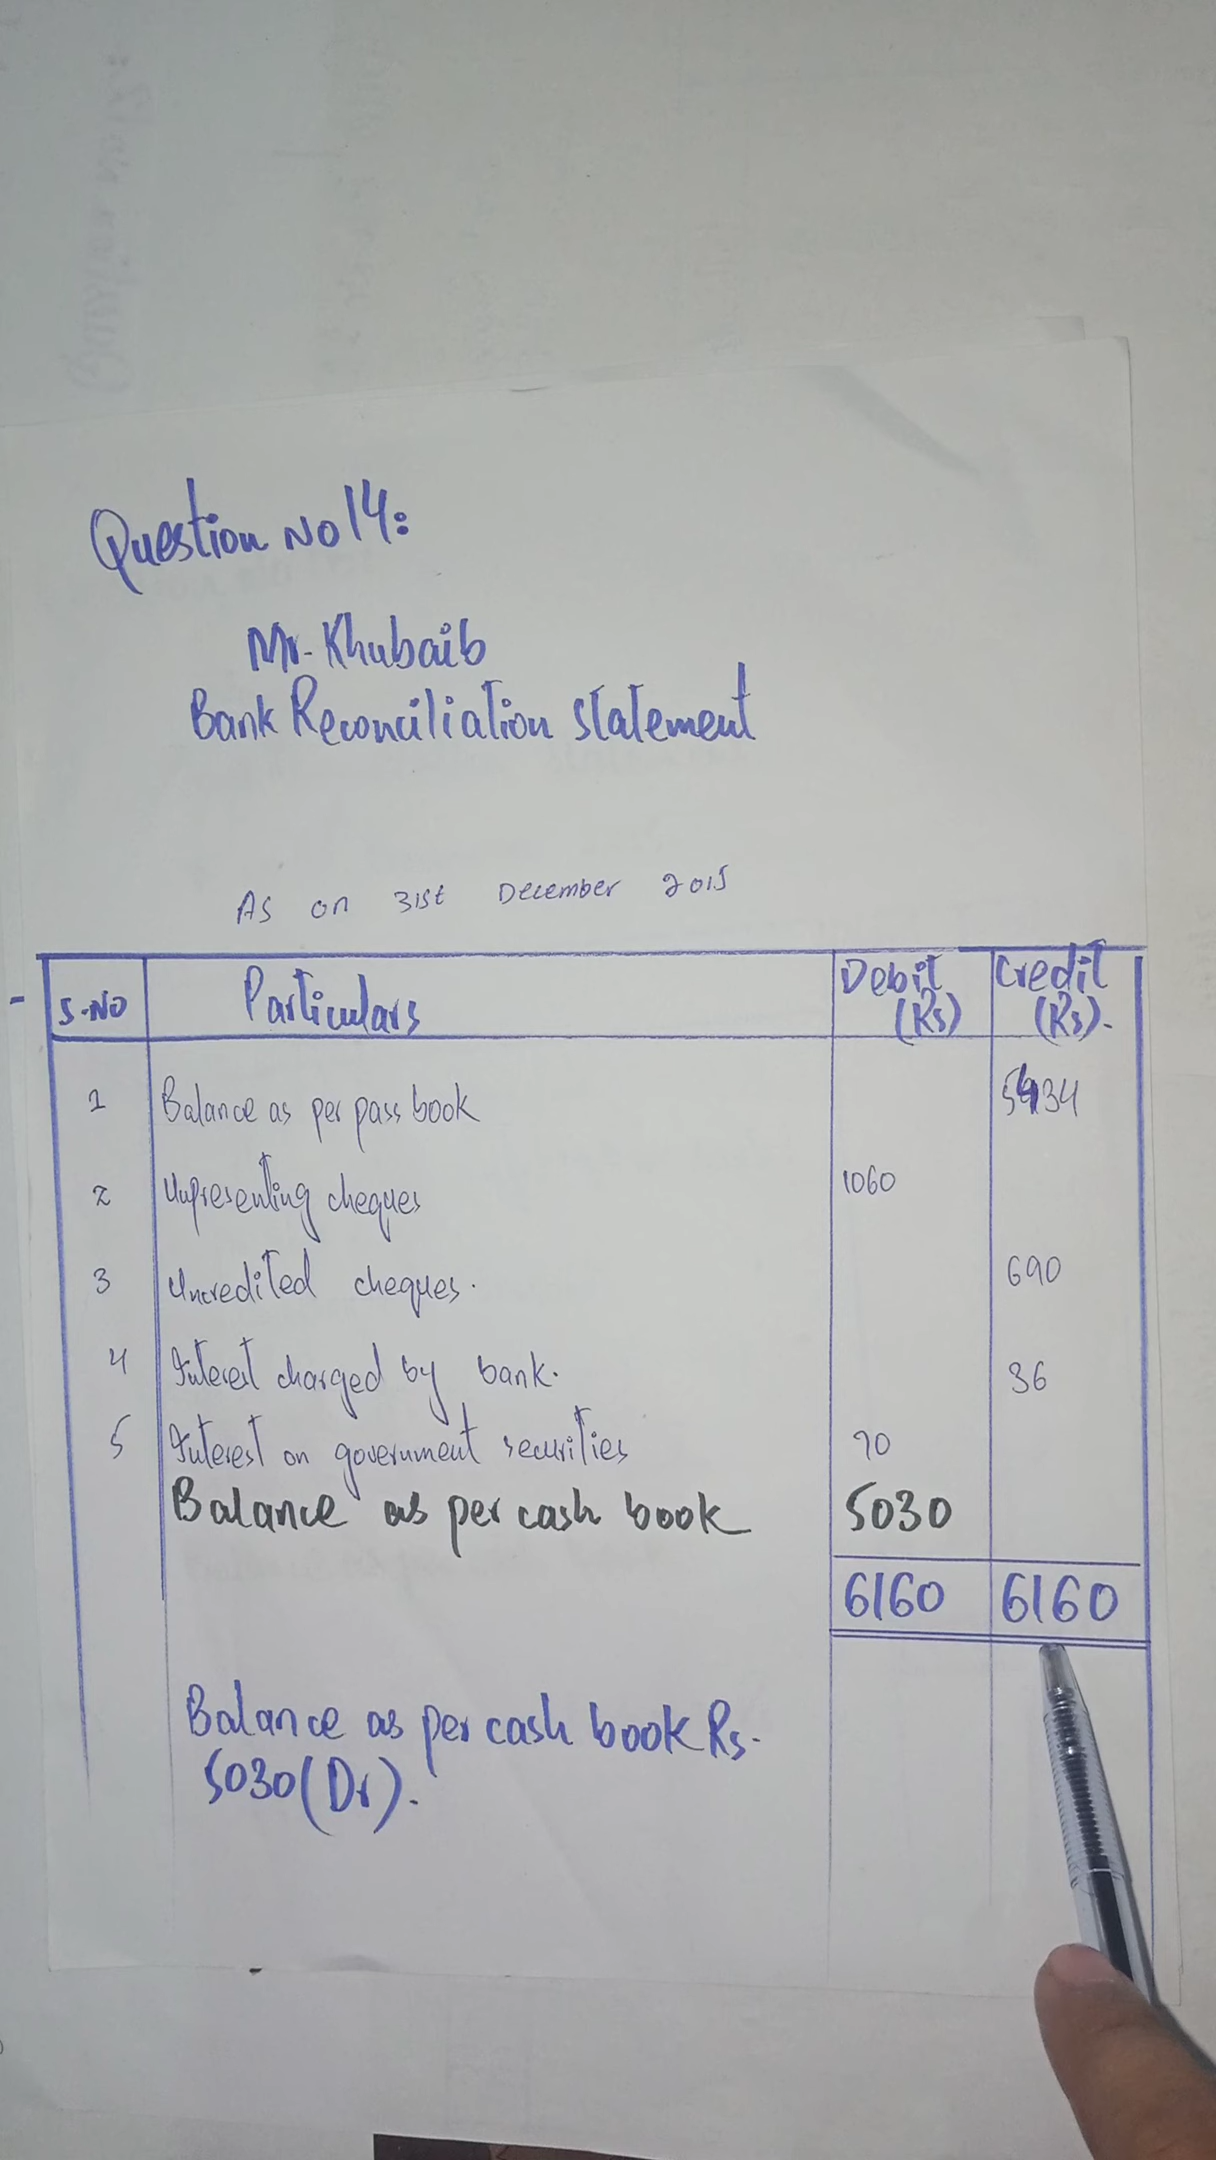 Question No 14:
Mr. Khubaib
Bank Reconciliation statement
As on 31st December 2015
S.No Particulars Debit (Rs) Credit (Rs).
1 Balance as per pass book 5434
2 Unpresenting cheques 1060
3 Uncredited cheques. 690
4 Interest charged by bank. 36
5 Interest on government securities 70
Balance as per cash book 5030
6160 6160
Balance as per cash book Rs.
5030 (Dr).